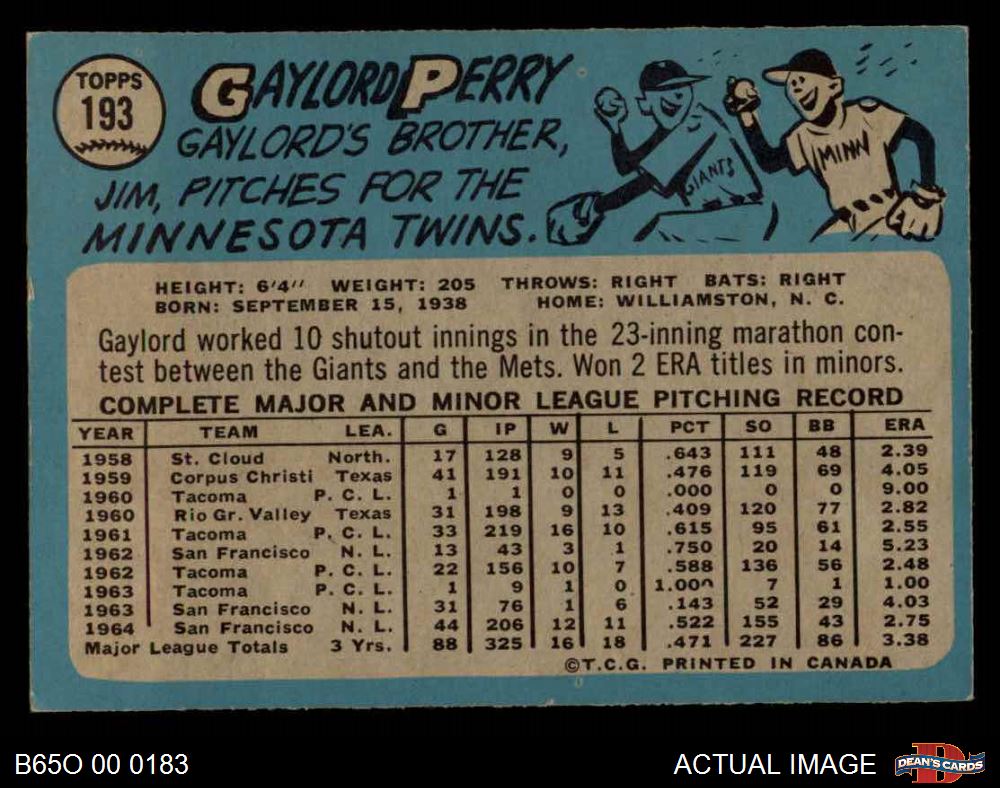 TOPPS
193
GAYLORD PERRY
GAYLORD'S BROTHER,
JIM, PITCHES FOR THE
MINNESOTA TWINS.
GIANTS
MINN
HEIGHT: 6'4" WEIGHT: 205 THROWS: RIGHT BATS: RIGHT
BORN: SEPTEMBER 15, 1938 HOME: WILLIAMSTON, N. C.
Gaylord worked 10 shutout innings in the 23-inning marathon con-
test between the Giants and the Mets. Won 2 ERA titles in minors.
COMPLETE MAJOR AND MINOR LEAGUE PITCHING RECORD
YEAR TEAM LEA. G IP W L PCT SO BB ERA
1958 St. Cloud North. 17 128 9 5 .643 111 48 2.39
1959 Corpus Christi Texas 41 191 10 11 .476 119 69 4.05
1960 Tacoma P. C. L. 1 1 0 0 .000 0 0 9.00
1960 Rio Gr. Valley Texas 31 198 9 13 .409 120 77 2.82
1961 Tacoma P. C. L. 33 219 16 10 .615 95 61 2.55
1962 San Francisco N. L. 13 43 3 1 .750 20 14 5.23
1962 Tacoma P. C. L. 22 156 10 7 .588 136 56 2.48
1963 Tacoma P. C. L. 1 9 1 0 1.000 7 1 1.00
1963 San Francisco N. L. 31 76 1 6 .143 52 29 4.03
1964 San Francisco N. L. 44 206 12 11 .522 155 43 2.75
Major League Totals 3 Yrs. 88 325 16 18 .471 227 86 3.38
©T.C.G. PRINTED IN CANADA
B65O 00 0183
ACTUAL IMAGE
DEAN'S CARDS